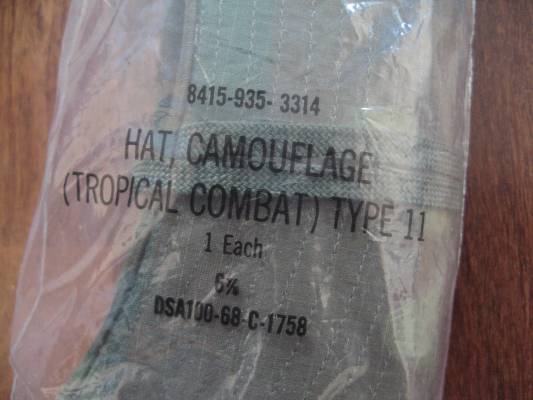 8415-935-3314
HAT, CAMOUFLAGE
(TROPICAL COMBAT) TYPE 11
1 Each
DSA100-68-C-1758